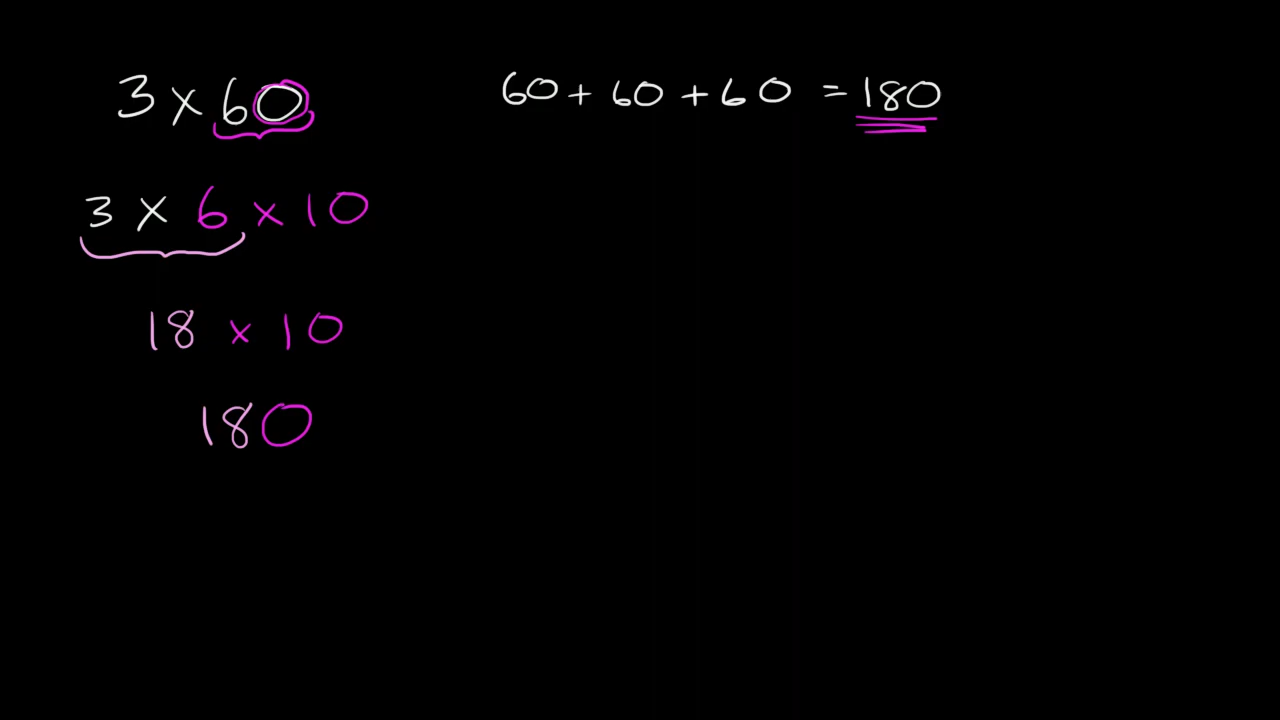 3 × 60
60 + 60 + 60 = 180
3 × 6 × 10
18 × 10
180